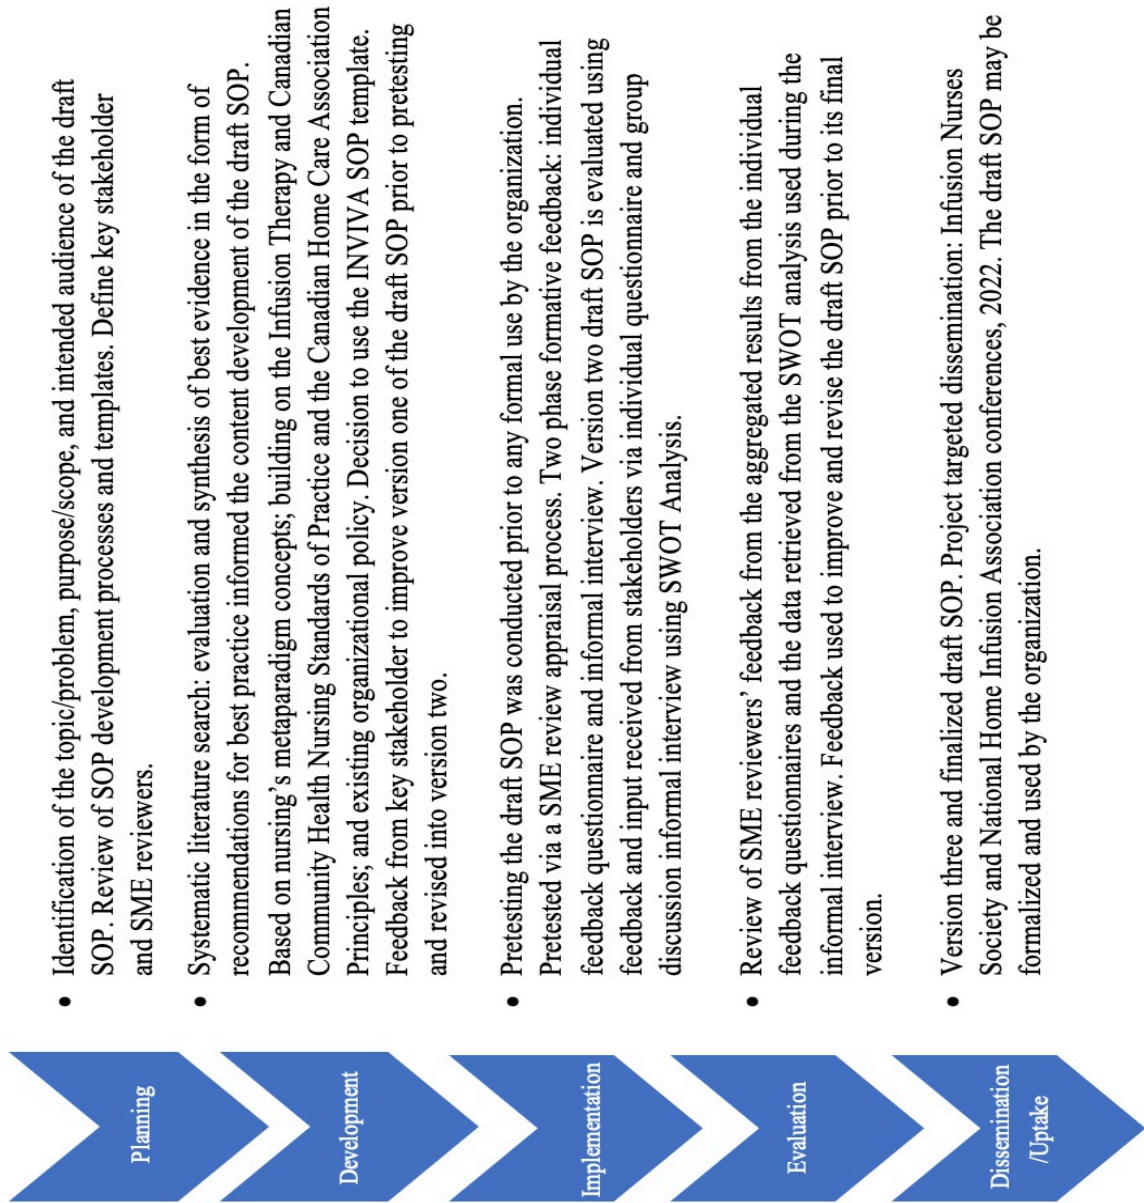 Planning
• Identification of the topic/problem, purpose/scope, and intended audience of the draft
SOP. Review of SOP development processes and templates. Define key stakeholder
and SME reviewers.
Development
• Systematic literature search: evaluation and synthesis of best evidence in the form of
recommendations for best practice informed the content development of the draft SOP.
Based on nursing’s metaparadigm concepts; building on the Infusion Therapy and Canadian
Community Health Nursing Standards of Practice and the Canadian Home Care Association
Principles; and existing organizational policy. Decision to use the INVIVA SOP template.
Feedback from key stakeholder to improve version one of the draft SOP prior to pretesting
and revised into version two.
Implementation
• Pretesting the draft SOP was conducted prior to any formal use by the organization.
Pretested via a SME review appraisal process. Two phase formative feedback: individual
feedback questionnaire and informal interview. Version two draft SOP is evaluated using
feedback and input received from stakeholders via individual questionnaire and group
discussion informal interview using SWOT Analysis.
Evaluation
• Review of SME reviewers’ feedback from the aggregated results from the individual
feedback questionnaires and the data retrieved from the SWOT analysis used during the
informal interview. Feedback used to improve and revise the draft SOP prior to its final
version.
Dissemination
/Uptake
• Version three and finalized draft SOP. Project targeted dissemination: Infusion Nurses
Society and National Home Infusion Association conferences, 2022. The draft SOP may be
formalized and used by the organization.